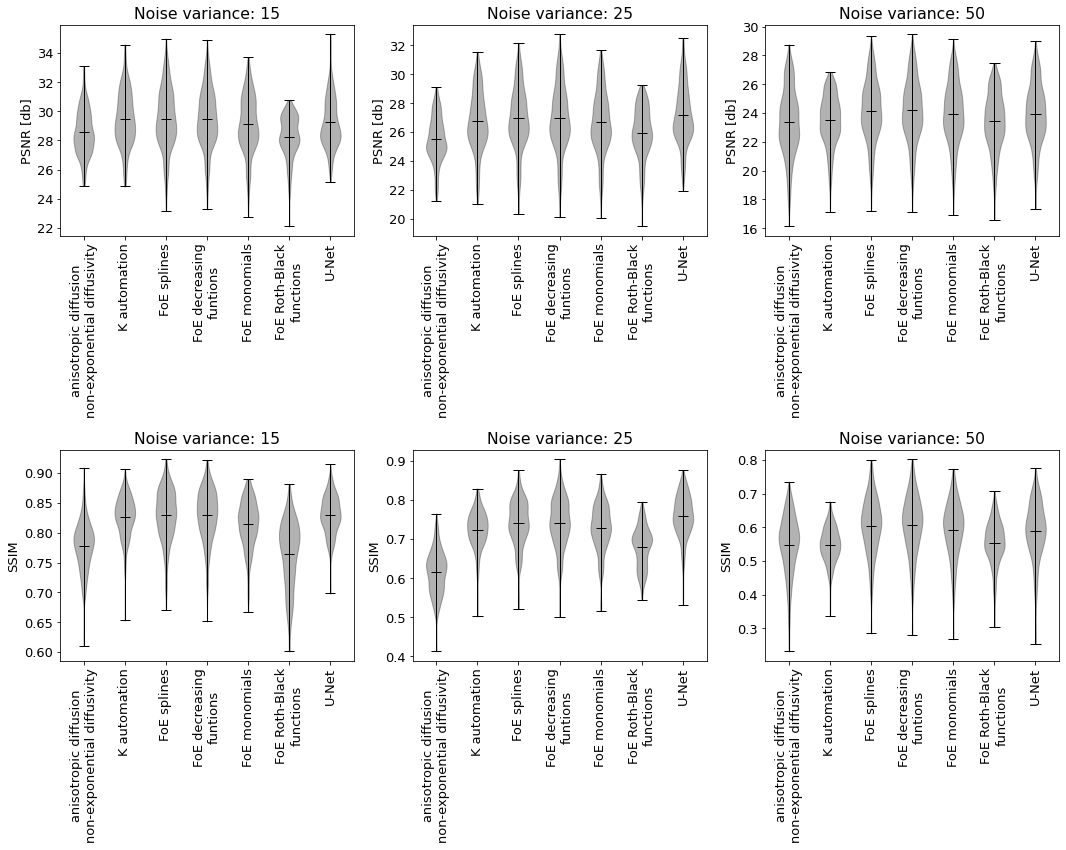 Noise variance: 15
Noise variance: 25
Noise variance: 50
PSNR [db]
34
32
30
28
26
24
22
PSNR [db]
32
30
28
26
24
22
20
PSNR [db]
30
28
26
24
22
20
18
16
anisotropic diffusion
non-exponential diffusivity
K automation
FoE splines
FoE decreasing
funtions
FoE monomials
FoE Roth-Black
functions
U-Net
anisotropic diffusion
non-exponential diffusivity
K automation
FoE splines
FoE decreasing
funtions
FoE monomials
FoE Roth-Black
functions
U-Net
anisotropic diffusion
non-exponential diffusivity
K automation
FoE splines
FoE decreasing
funtions
FoE monomials
FoE Roth-Black
functions
U-Net
Noise variance: 15
Noise variance: 25
Noise variance: 50
SSIM
0.90
0.85
0.80
0.75
0.70
0.65
0.60
SSIM
0.9
0.8
0.7
0.6
0.5
0.4
SSIM
0.8
0.7
0.6
0.5
0.4
0.3
anisotropic diffusion
non-exponential diffusivity
K automation
FoE splines
FoE decreasing
funtions
FoE monomials
FoE Roth-Black
functions
U-Net
anisotropic diffusion
non-exponential diffusivity
K automation
FoE splines
FoE decreasing
funtions
FoE monomials
FoE Roth-Black
functions
U-Net
anisotropic diffusion
non-exponential diffusivity
K automation
FoE splines
FoE decreasing
funtions
FoE monomials
FoE Roth-Black
functions
U-Net